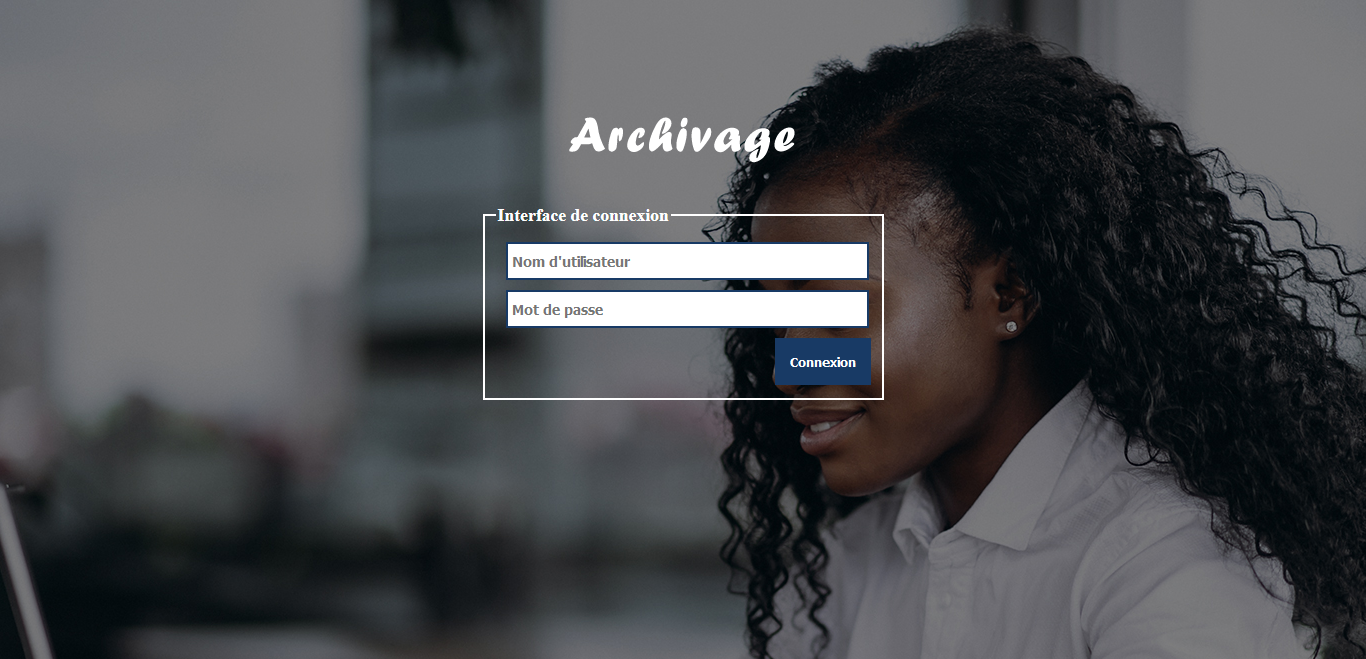 Archivage
Interface de connexion
Nom d'utilisateur
Mot de passe
Connexion